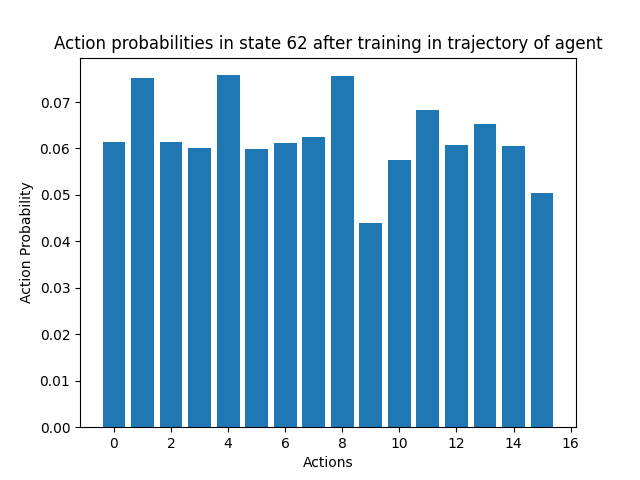 Action probabilities in state 62 after training in trajectory of agent
0.07
0.06
0.05
0.04
0.03
0.02
0.01
0.00
Action Probability
0 2 4 6 8 10 12 14 16
Actions